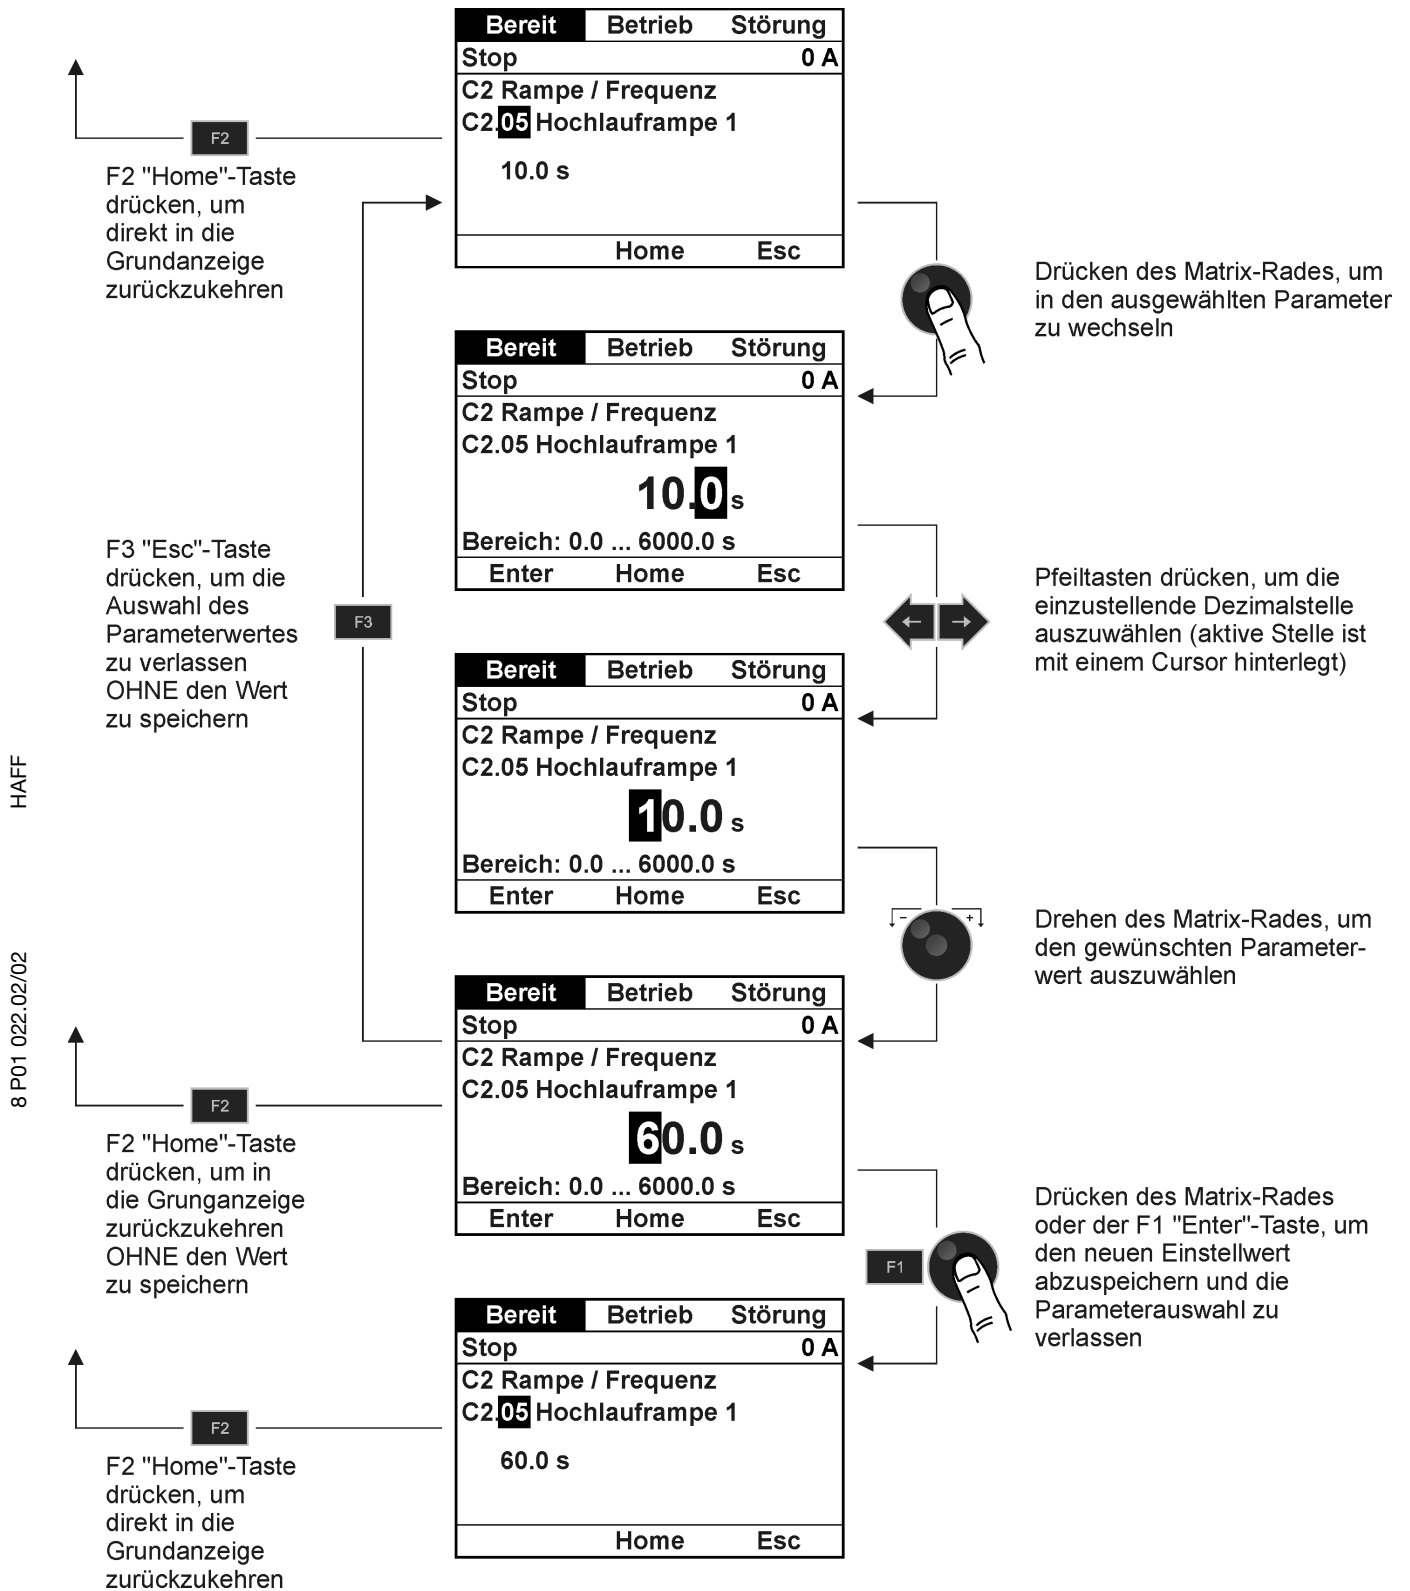 Bereit Betrieb Störung
Stop 0 A
C2 Rampe / Frequenz
C2.05 Hochlauframpe 1
10.0 s
Home Esc
F2
F2 "Home"-Taste
drücken, um
direkt in die
Grundanzeige
zurückzukehren
Drücken des Matrix-Rades, um
in den ausgewählten Parameter
zu wechseln
Bereit Betrieb Störung
Stop 0 A
C2 Rampe / Frequenz
C2.05 Hochlauframpe 1
10.0 s
Bereich: 0.0 ... 6000.0 s
Enter Home Esc
F3 "Esc"-Taste
drücken, um die
Auswahl des
Parameterwertes
zu verlassen
OHNE den Wert
zu speichern
F3
Pfeiltasten drücken, um die
einzustellende Dezimalstelle
auszuwählen (aktive Stelle ist
mit einem Cursor hinterlegt)
Bereit Betrieb Störung
Stop 0 A
C2 Rampe / Frequenz
C2.05 Hochlauframpe 1
10.0 s
Bereich: 0.0 ... 6000.0 s
Enter Home Esc
- +
Drehen des Matrix-Rades, um
den gewünschten Parameter-
wert auszuwählen
HAFF
8 P01 022.02/02
Bereit Betrieb Störung
Stop 0 A
C2 Rampe / Frequenz
C2.05 Hochlauframpe 1
60.0 s
Bereich: 0.0 ... 6000.0 s
Enter Home Esc
F2
F2 "Home"-Taste
drücken, um in
die Grunganzeige
zurückzukehren
OHNE den Wert
zu speichern
F1
Drücken des Matrix-Rades
oder der F1 "Enter"-Taste, um
den neuen Einstellwert
abzuspeichern und die
Parameterauswahl zu
verlassen
Bereit Betrieb Störung
Stop 0 A
C2 Rampe / Frequenz
C2.05 Hochlauframpe 1
60.0 s
Home Esc
F2
F2 "Home"-Taste
drücken, um
direkt in die
Grundanzeige
zurückzukehren